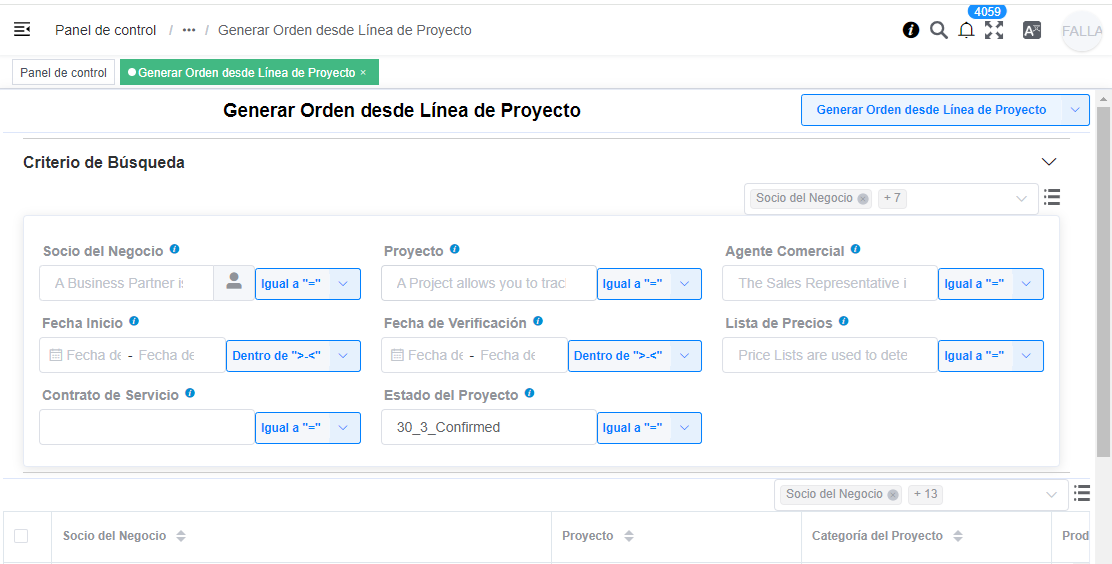 4059
Panel de control / ••• / Generar Orden desde Línea de Proyecto
FALLA
Panel de control
Generar Orden desde Línea de Proyecto ×
Generar Orden desde Línea de Proyecto
Generar Orden desde Línea de Proyecto
Criterio de Búsqueda
Socio del Negocio + 7
Socio del Negocio Proyecto Agente Comercial
A Business Partner is Igual a "=" A Project allows you to trac Igual a "=" The Sales Representative i Igual a "="
Fecha Inicio Fecha de Verificación Lista de Precios
Fecha de - Fecha de Dentro de ">-<" Fecha de - Fecha de Dentro de ">-<" Price Lists are used to dete Igual a "="
Contrato de Servicio Estado del Proyecto
Igual a "=" 30_3_Confirmed Igual a "="
Socio del Negocio + 13
Socio del Negocio Proyecto Categoría del Proyecto Prod